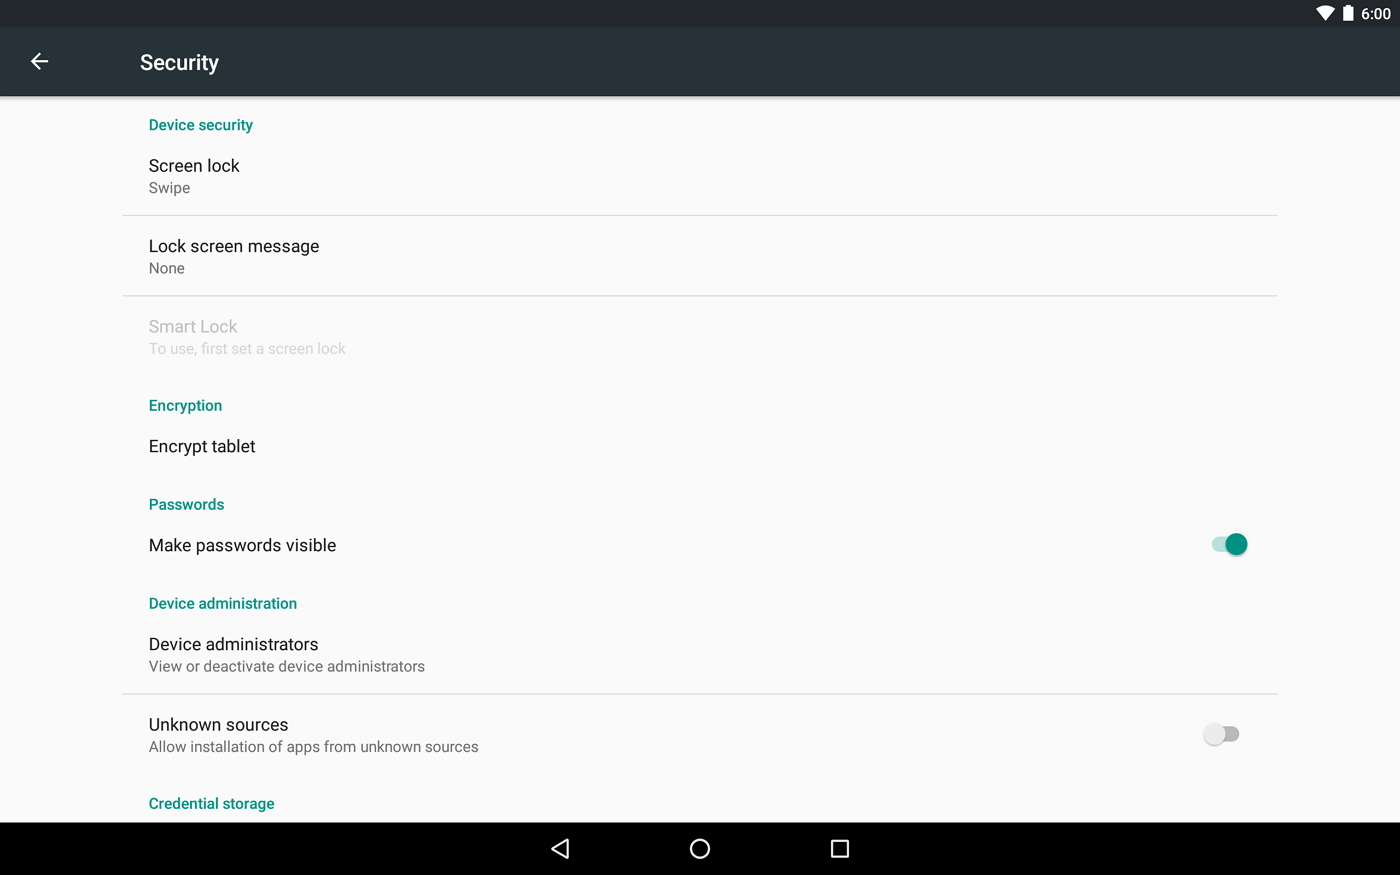 6:00
Security
Device security
Screen lock
Swipe
Lock screen message
None
Smart Lock
To use, first set a screen lock
Encryption
Encrypt tablet
Passwords
Make passwords visible
Device administration
Device administrators
View or deactivate device administrators
Unknown sources
Allow installation of apps from unknown sources
Credential storage